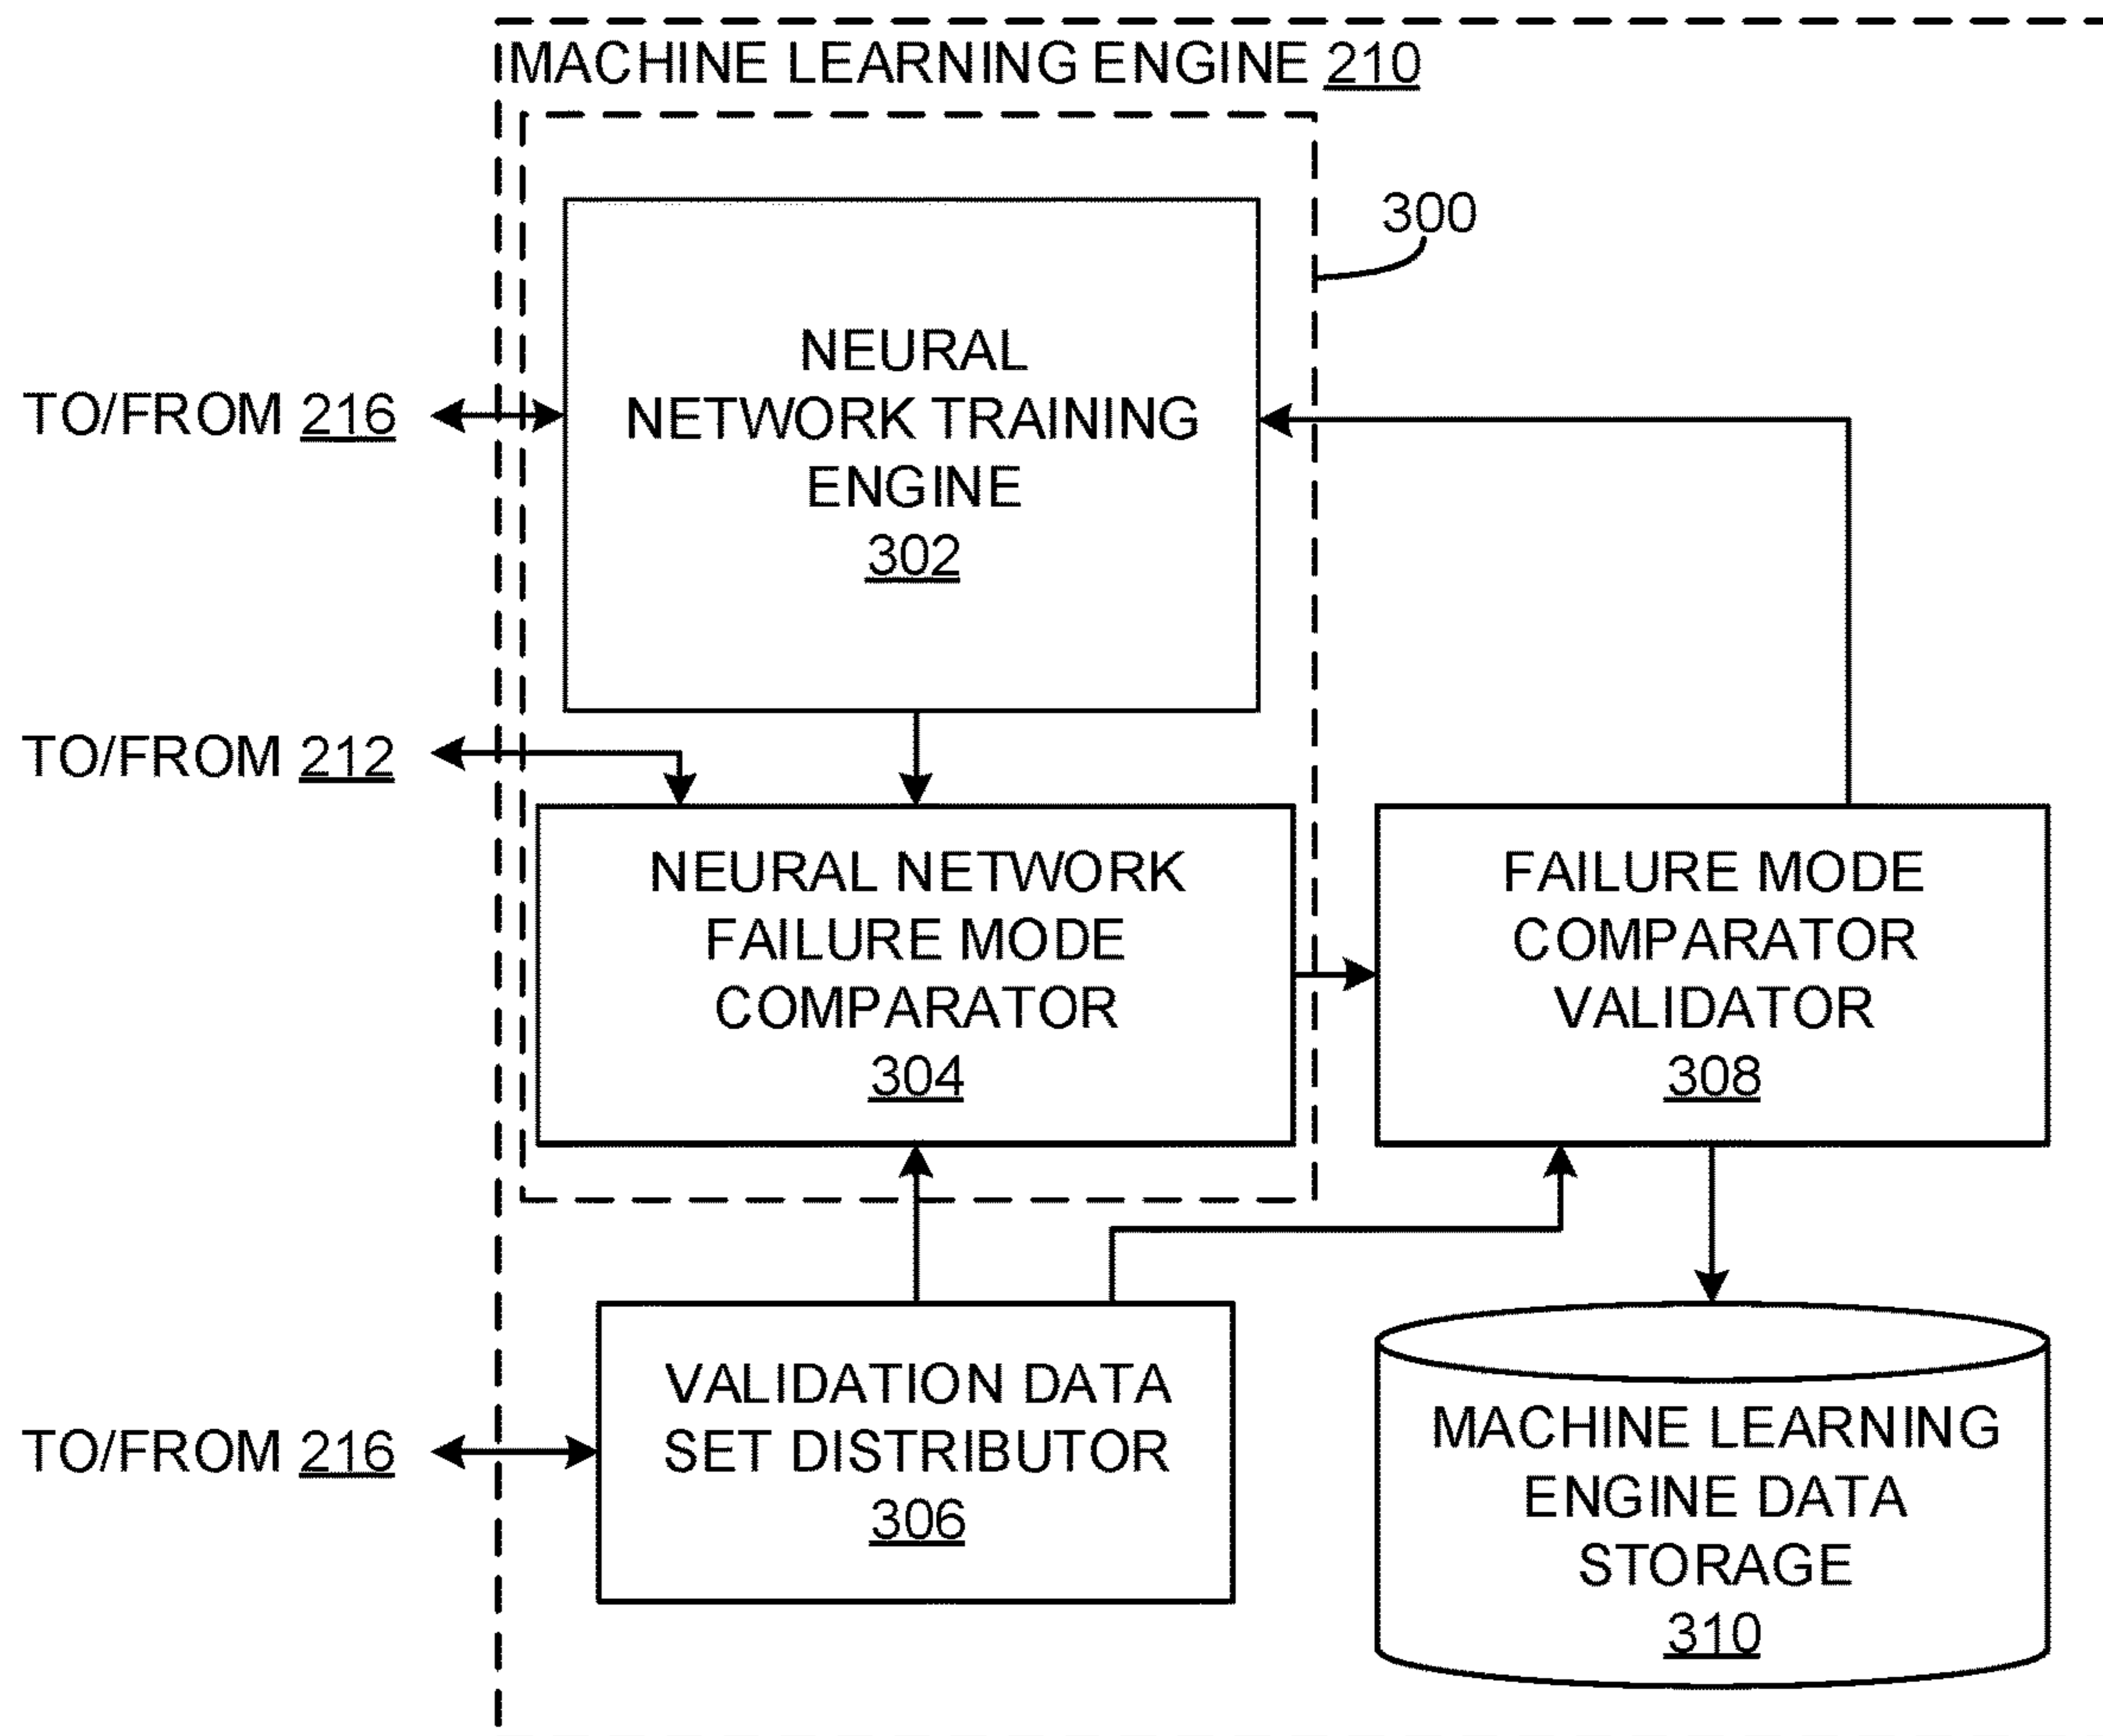 MACHINE LEARNING ENGINE 210
300
NEURAL
NETWORK TRAINING
ENGINE
302
TO/FROM 216
TO/FROM 212
NEURAL NETWORK
FAILURE MODE
COMPARATOR
304
FAILURE MODE
COMPARATOR
VALIDATOR
308
VALIDATION DATA
SET DISTRIBUTOR
306
TO/FROM 216
MACHINE LEARNING
ENGINE DATA
STORAGE
310